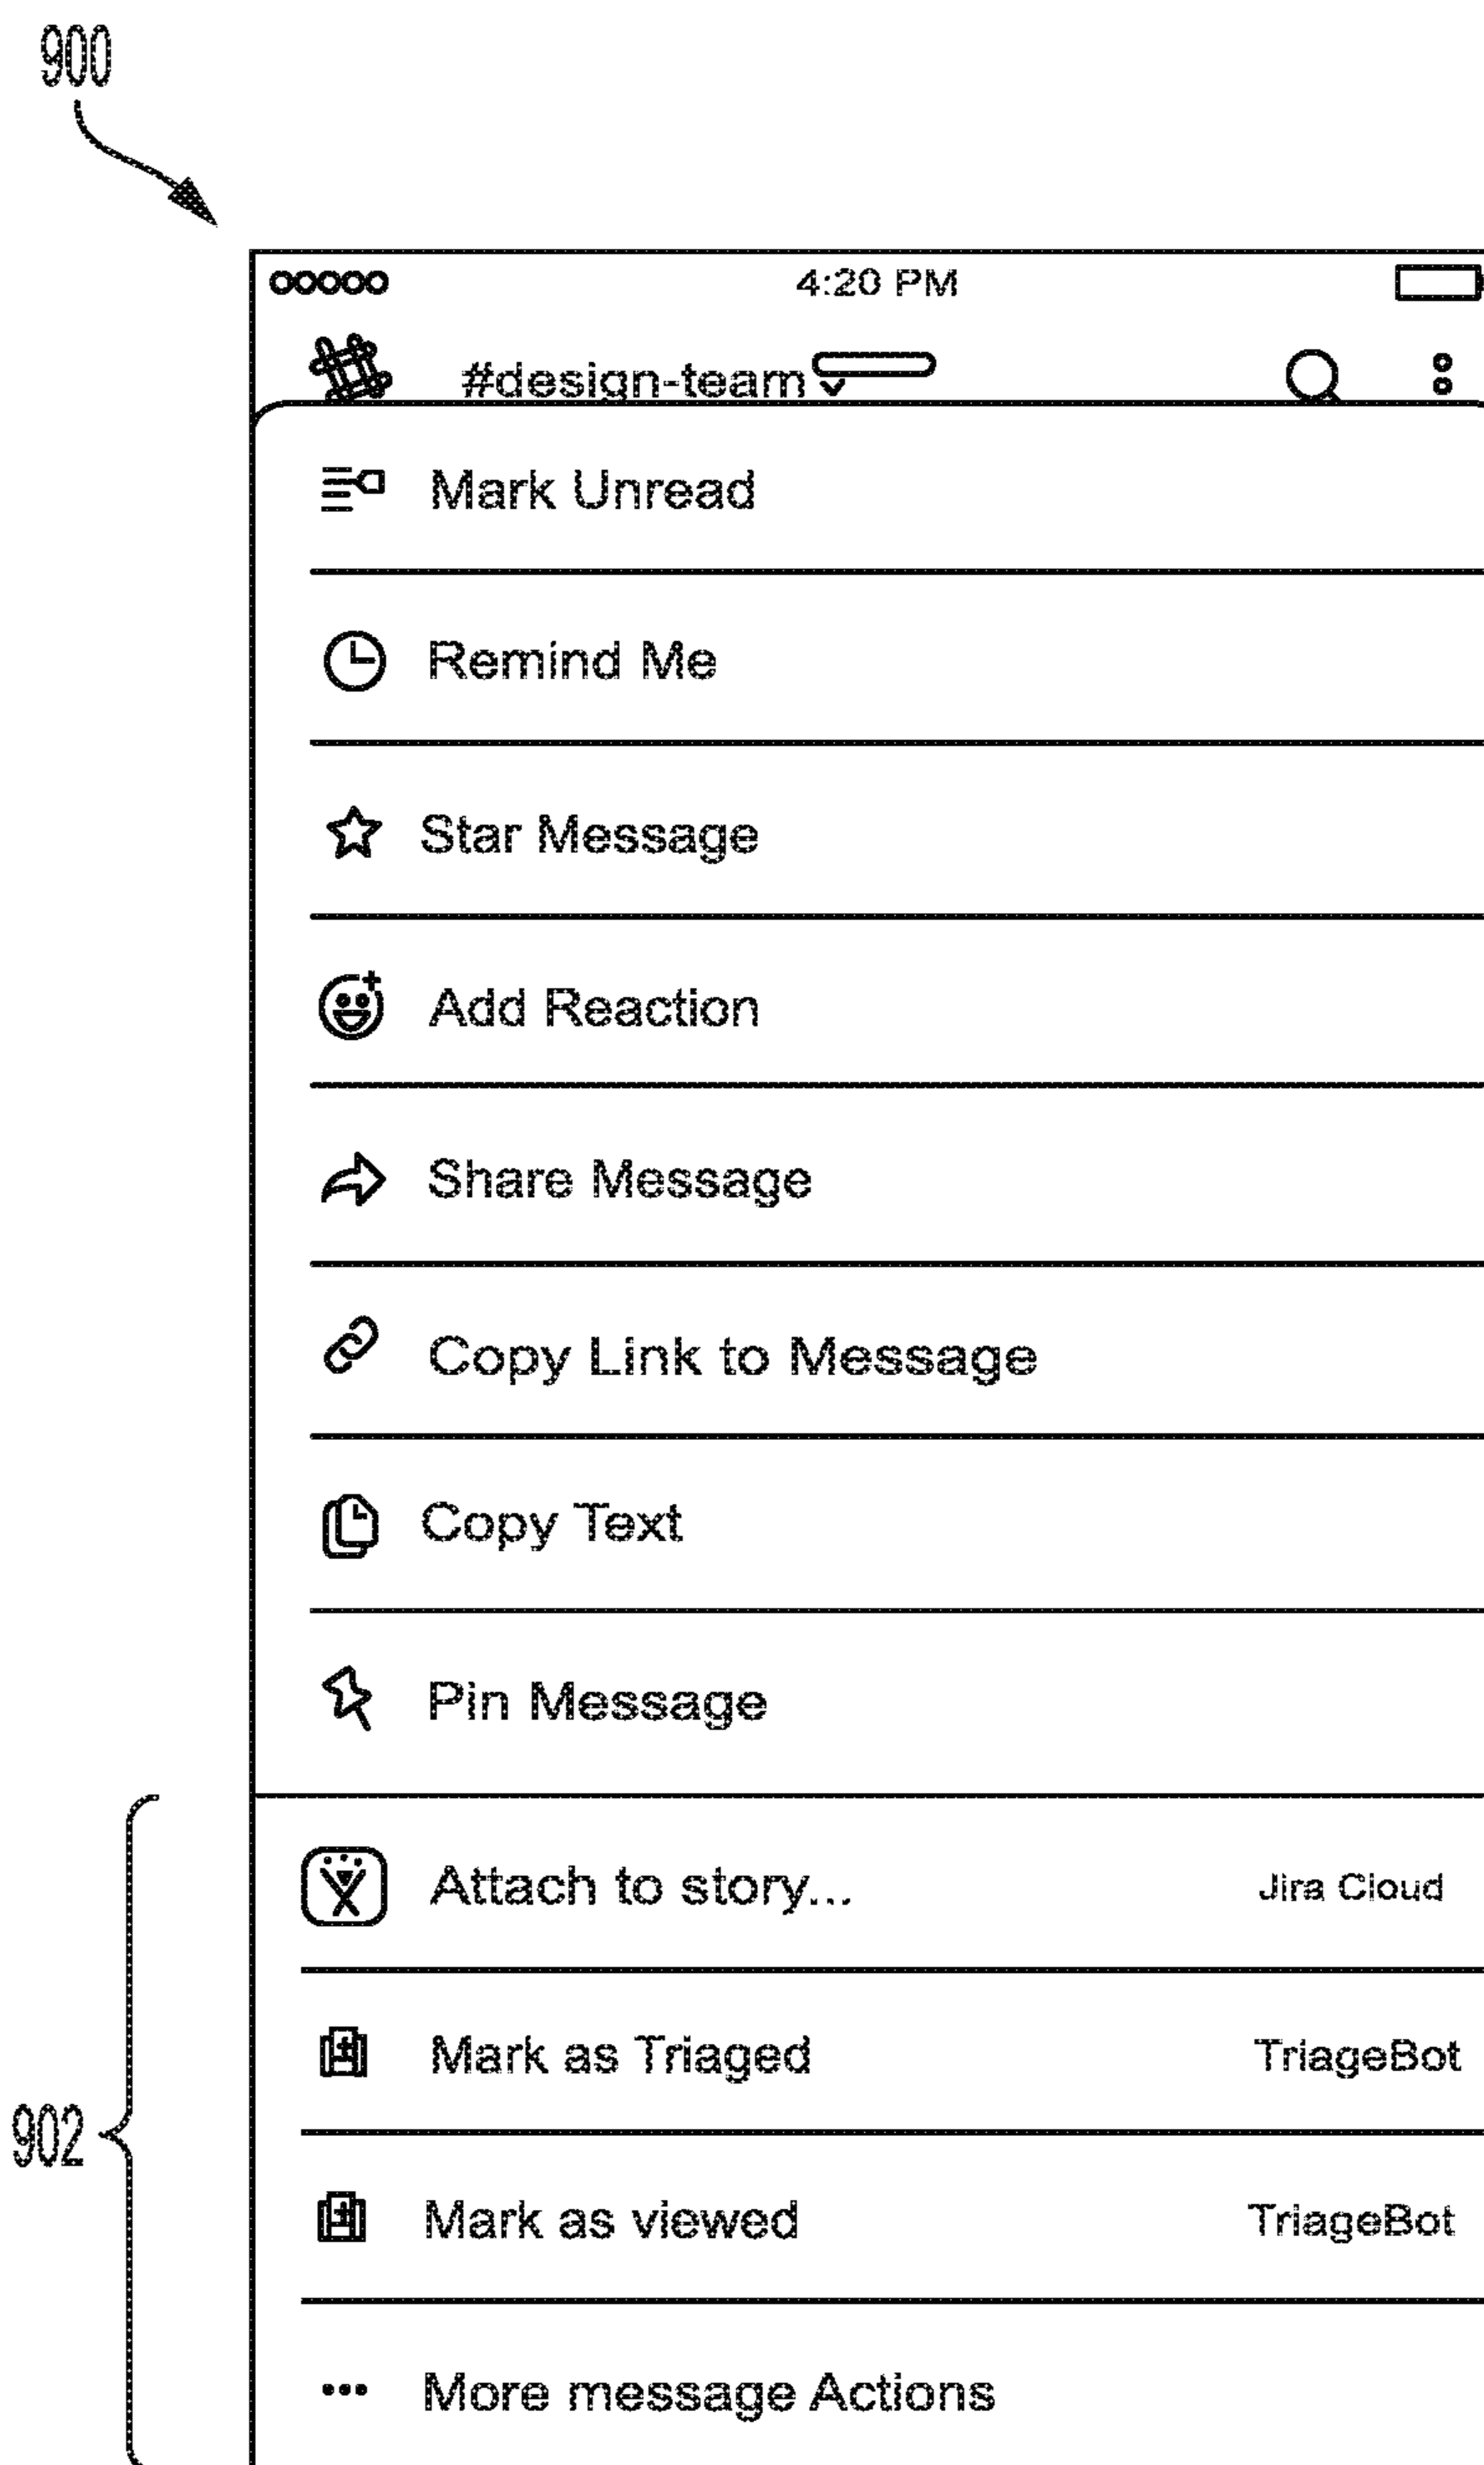 900
4:20 PM
#design-team
Mark Unread
Remind Me
Star Message
Add Reaction
Share Message
Copy Link to Message
Copy Text
Pin Message
Attach to story... Jira Cloud
Mark as Triaged TriageBot
902
Mark as viewed TriageBot
More message Actions